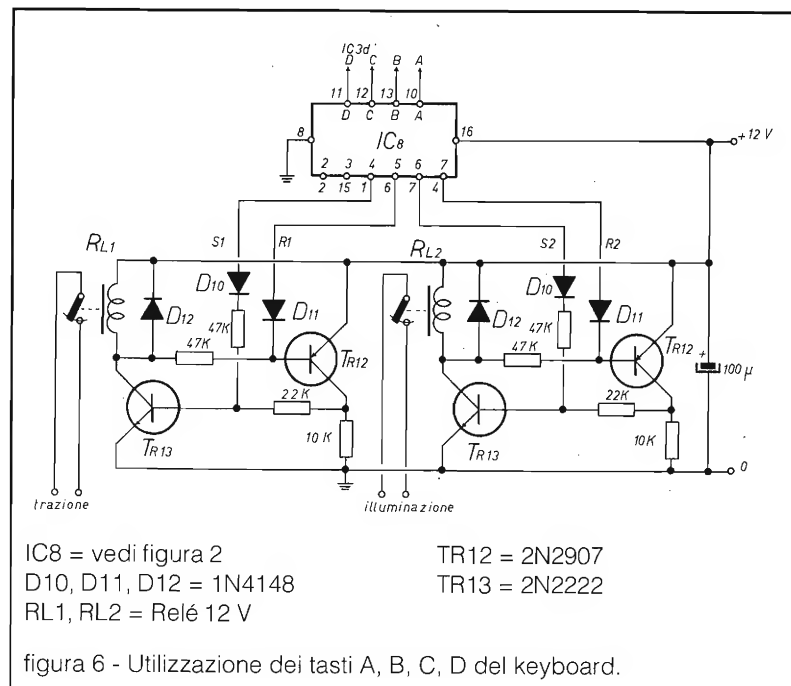 IC3d'
D C B A
11 12 13 10
D C B A
8 IC8 16
+12 V
2 3 4 5 6 7
2 15 1 6 7 4
S1 R1 S2 R2
RL1 RL2
D10 D10
D12 D11 D12 D11
47K 47K
47K TR12 47K TR12
+ 100 µ
22K 22K
TR13 10K TR13 10K
0
trazione illuminazione
IC8 = vedi figura 2
D10, D11, D12 = 1N4148
RL1, RL2 = Relé 12 V
TR12 = 2N2907
TR13 = 2N2222
figura 6 - Utilizzazione dei tasti A, B, C, D del keyboard.